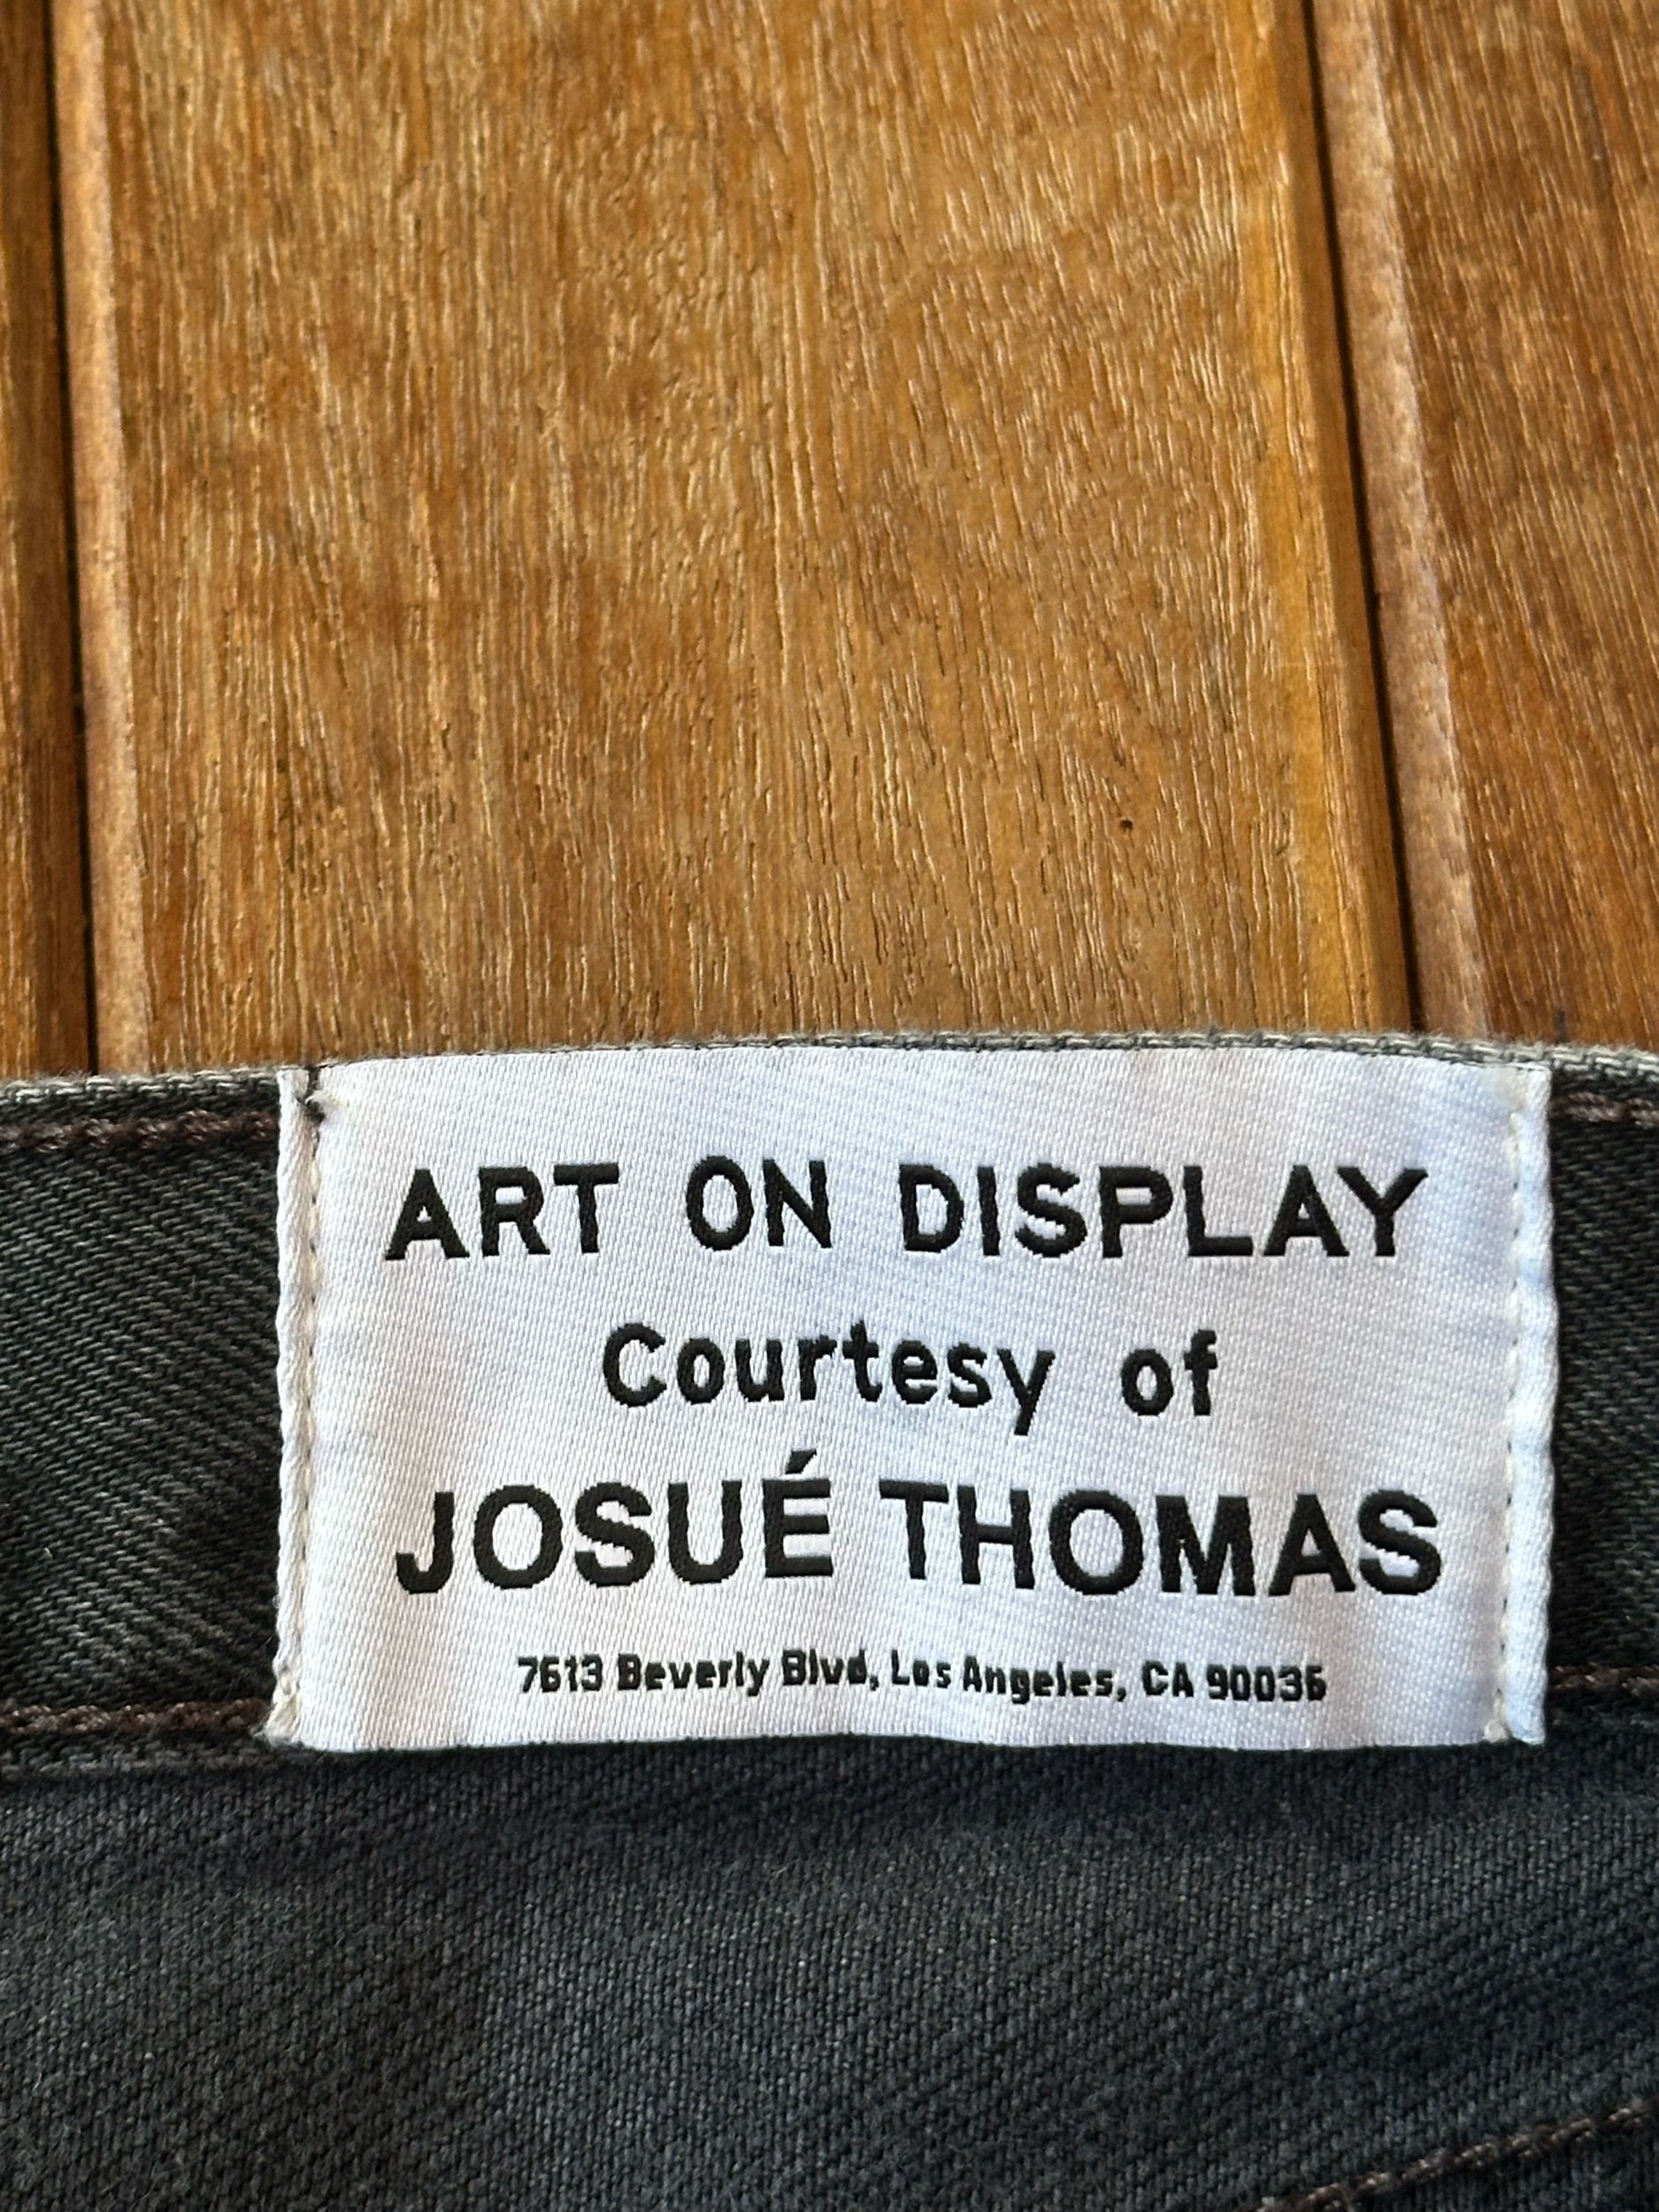 ART ON DISPLAY
Courtesy of
JOSUÉ THOMAS
7613 Beverly Blvd, Los Angeles, CA 90036